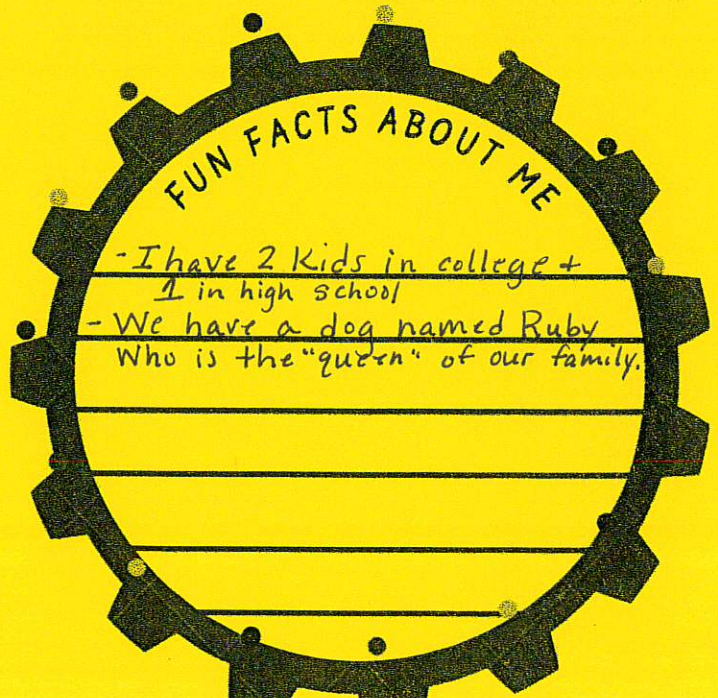 FUN FACTS ABOUT ME
- I have 2 Kids in college +
1 in high school
- We have a dog named Ruby
Who is the "queen" of our family.